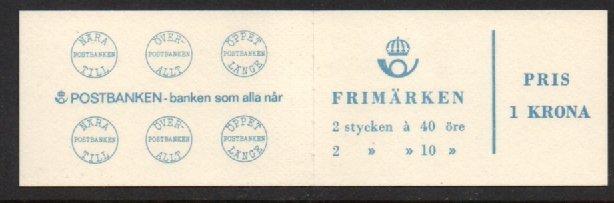 NÄRA
POSTBANKEN
TILL
ÖVER-
POSTBANKEN
ALLT
ÖPPET
POSTBANKEN
LÄNGE
POSTBANKEN - banken som alla når
NÄRA
POSTBANKEN
TILL
ÖVER-
POSTBANKEN
ALLT
ÖPPET
POSTBANKEN
LÄNGE
FRIMÄRKEN
2 stycken à 40 öre
2 » » 10 »
PRIS
1 KRONA